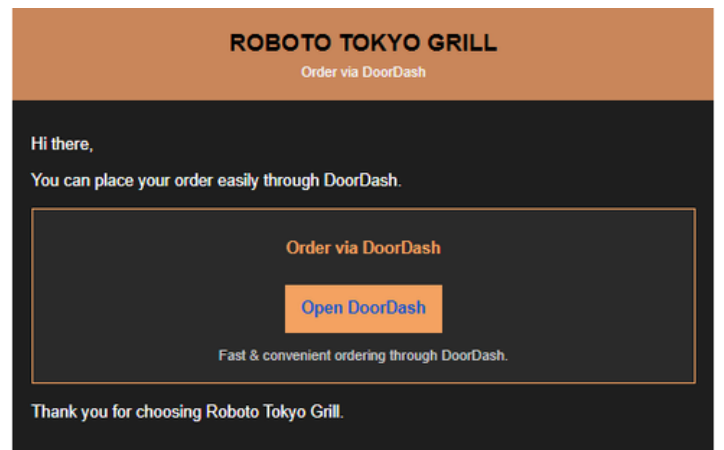 ROBOTO TOKYO GRILL
Order via DoorDash
Hi there,
You can place your order easily through DoorDash.
Order via DoorDash
Open DoorDash
Fast & convenient ordering through DoorDash.
Thank you for choosing Roboto Tokyo Grill.